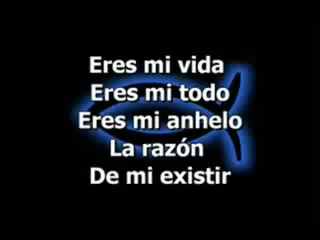 Eres mi vida
Eres mi todo
Eres mi anhelo
La razón
De mi existir